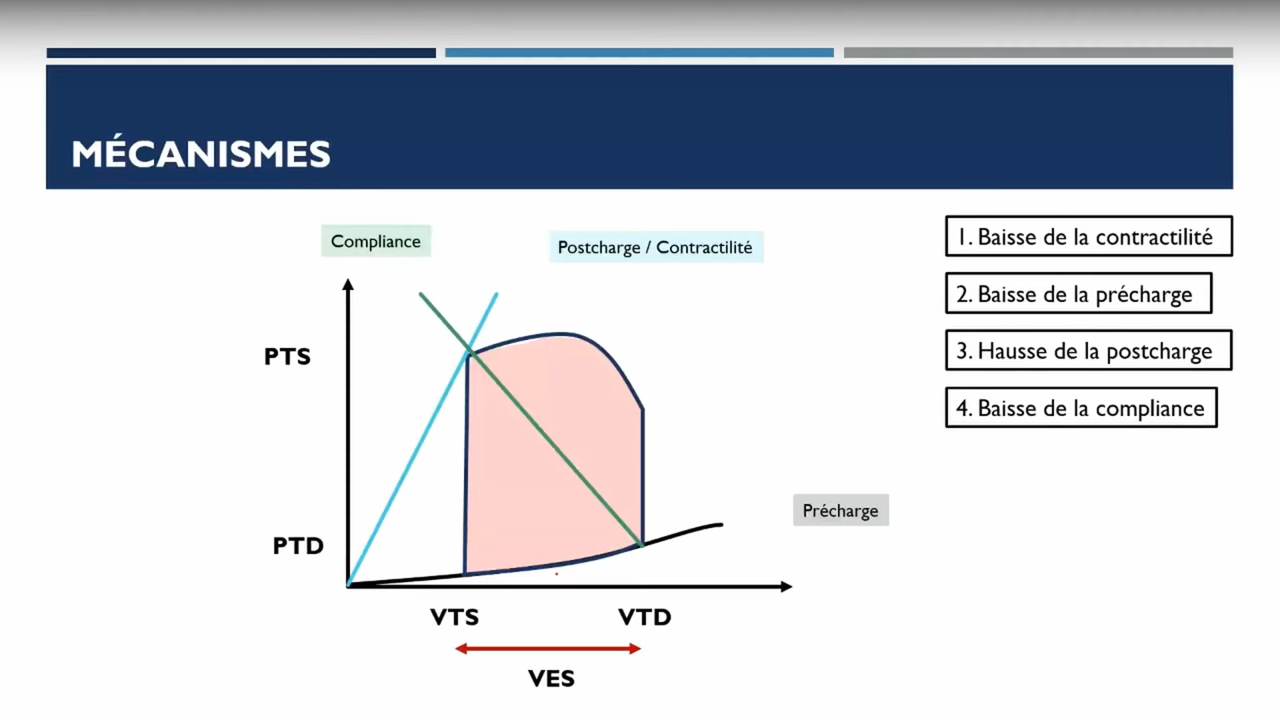 MÉCANISMES
Compliance
Postcharge / Contractilité
PTS
PTD
Précharge
VTS
VTD
VES
1. Baisse de la contractilité
2. Baisse de la précharge
3. Hausse de la postcharge
4. Baisse de la compliance